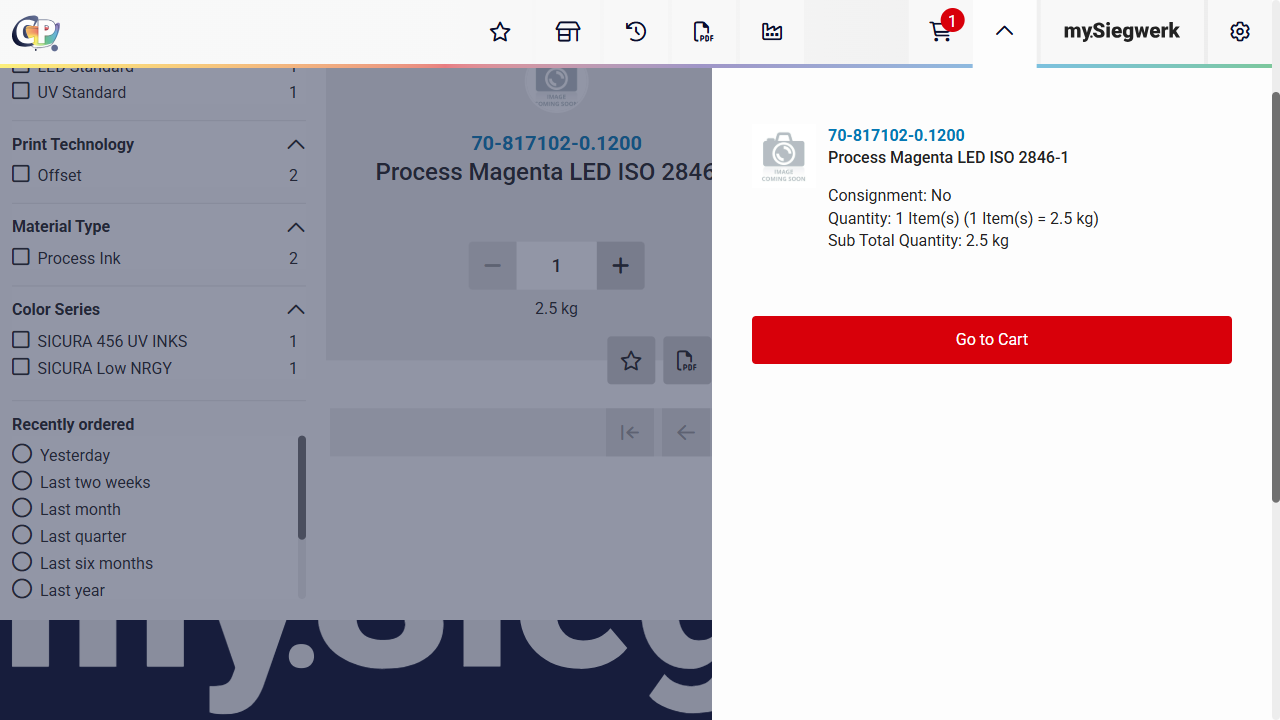 CP
PDF
1
mySiegwerk
LED Standard
1
UV Standard
1
Print Technology
Offset
2
Material Type
Process Ink
2
Color Series
SICURA 456 UV INKS
1
SICURA Low NRGY
1
Recently ordered
Yesterday
Last two weeks
Last month
Last quarter
Last six months
Last year
IMAGE
COMING SOON
70-817102-0.1200
Process Magenta LED ISO 2846
1
2.5 kg
PDF
IMAGE
COMING SOON
70-817102-0.1200
Process Magenta LED ISO 2846-1
Consignment: No
Quantity: 1 Item(s) (1 Item(s) = 2.5 kg)
Sub Total Quantity: 2.5 kg
Go to Cart
my.Sieg